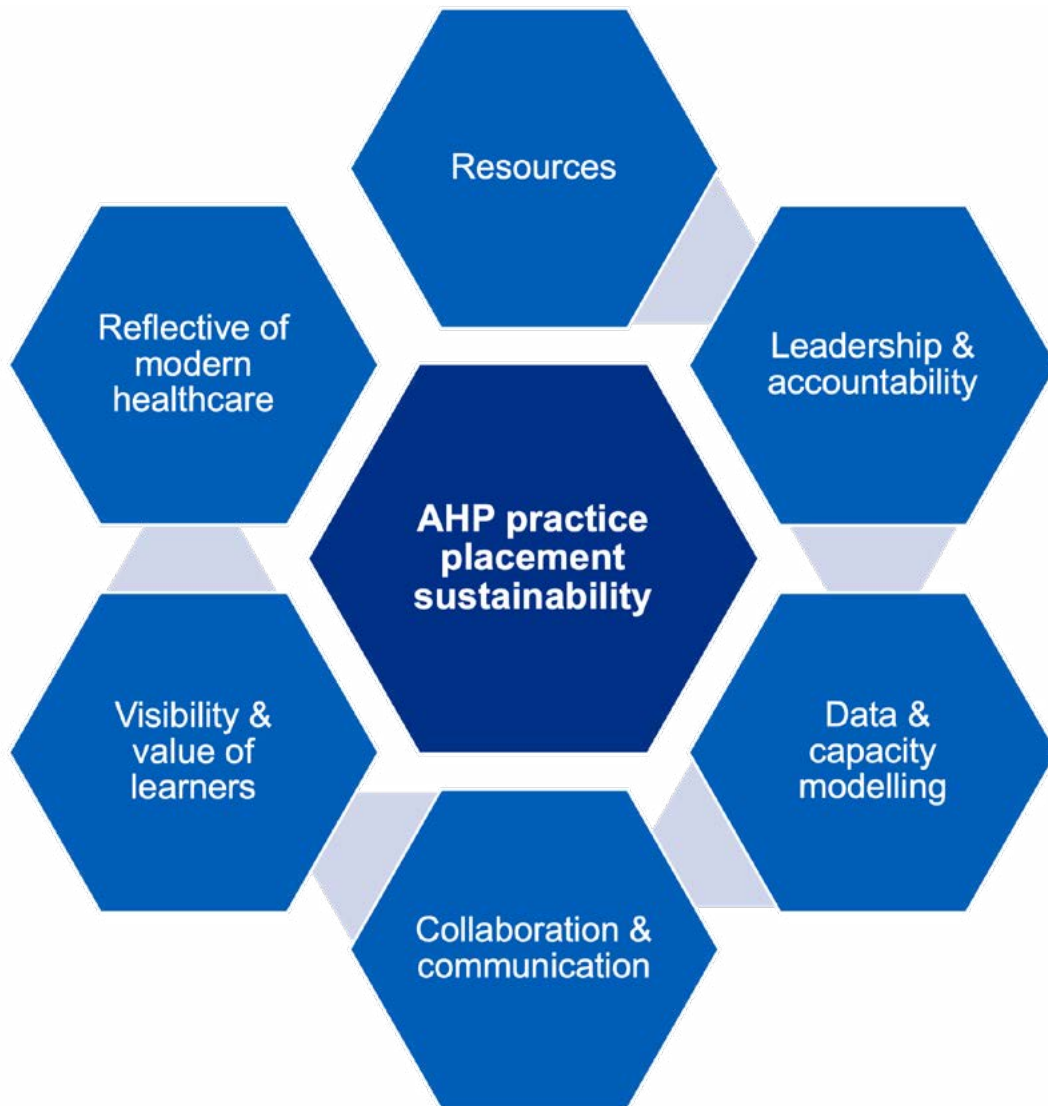 Resources
Leadership &
accountability
Data &
capacity
modelling
Collaboration &
communication
Visibility &
value of
learners
Reflective of
modern
healthcare
AHP practice
placement
sustainability